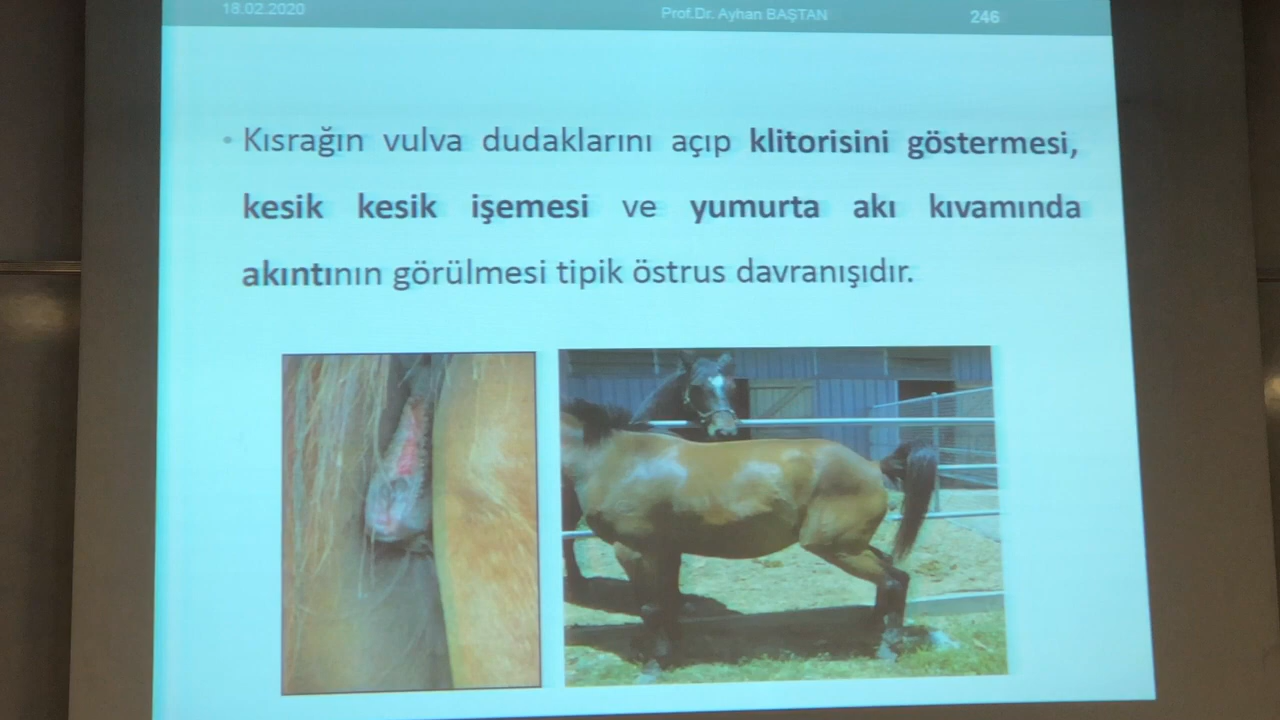 18.02.2020 Prof.Dr. Ayhan BAŞTAN 246
• Kısrağın vulva dudaklarını açıp klitorisini göstermesi,
kesik kesik işemesi ve yumurta akı kıvamında
akıntının görülmesi tipik östrus davranışıdır.